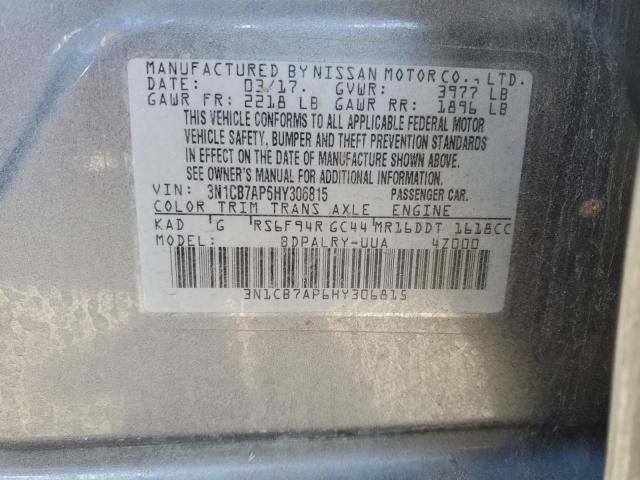 MANUFACTURED BY NISSAN MOTOR CO., LTD.
DATE: 03/17. GVWR: 3977 LB
GAWR FR: 2218 LB GAWR RR: 1896 LB
THIS VEHICLE CONFORMS TO ALL APPLICABLE FEDERAL MOTOR
VEHICLE SAFETY, BUMPER AND THEFT PREVENTION STANDARDS
IN EFFECT ON THE DATE OF MANUFACTURE SHOWN ABOVE.
SEE OWNER'S MANUAL FOR ADDITIONAL INFORMATION.
VIN: 3N1CB7AP5HY306815 PASSENGER CAR.
COLOR TRIM TRANS AXLE ENGINE
KAD G RS6F94R GC44 MR16DDT 1618CC
MODEL: BDPALRY-UUA 4Z000
3N1CB7AP6HY306815